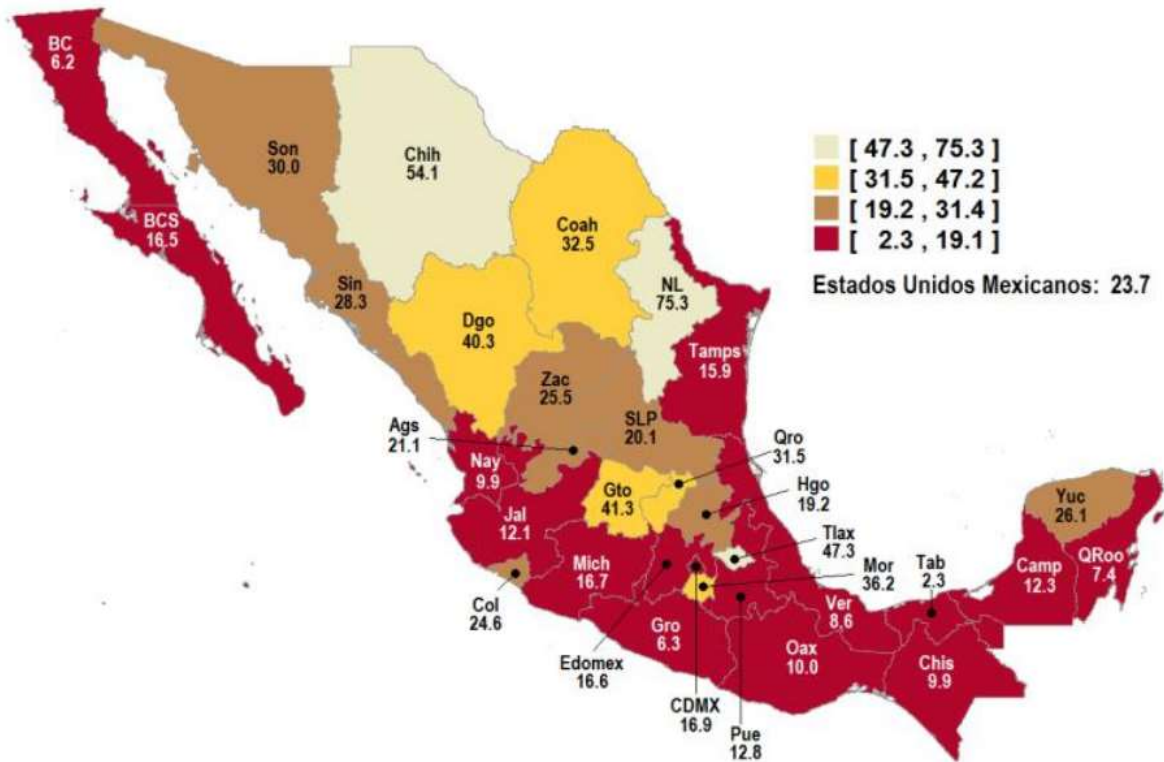 BC
6.2
Son
30.0
Chih
54.1
BCS
16.5
Coah
32.5
Sin
28.3
Dgo
40.3
NL
75.3
[ 47.3 , 75.3 ]
[ 31.5 , 47.2 ]
[ 19.2 , 31.4 ]
[ 2.3 , 19.1 ]
Estados Unidos Mexicanos: 23.7
Tamps
15.9
Zac
25.5
SLP
20.1
Ags
21.1
Nay
9.9
Qro
31.5
Gto
41.3
Hgo
19.2
Jal
12.1
Tlax
47.3
Mich
16.7
Mor
36.2
Tab
2.3
Yuc
26.1
Camp
12.3
QRoo
7.4
Col
24.6
Ver
8.6
Gro
6.3
Edomex
16.6
Oax
10.0
Chis
9.9
CDMX
16.9
Pue
12.8